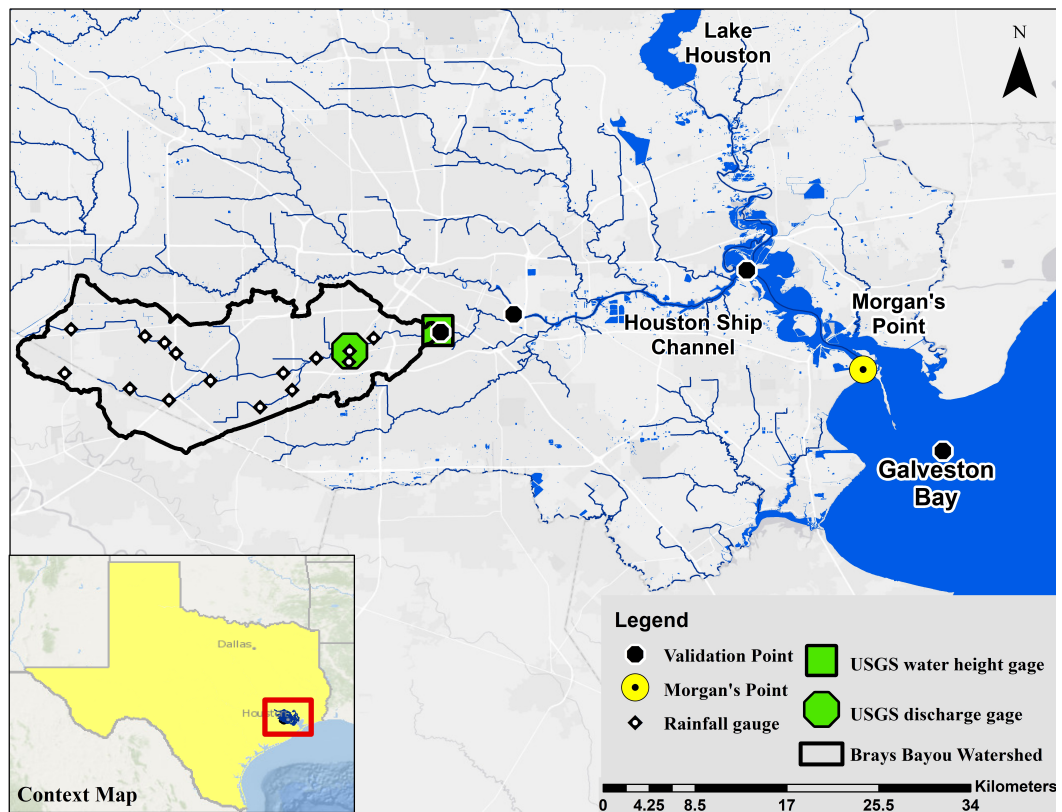 Lake
Houston
N
Morgan's
Point
Houston Ship
Channel
Galveston
Bay
Dallas
Context Map
Legend
Validation Point
Morgan's Point
Rainfall gauge
USGS water height gage
USGS discharge gage
Brays Bayou Watershed
Kilometers
0 4.25 8.5 17 25.5 34